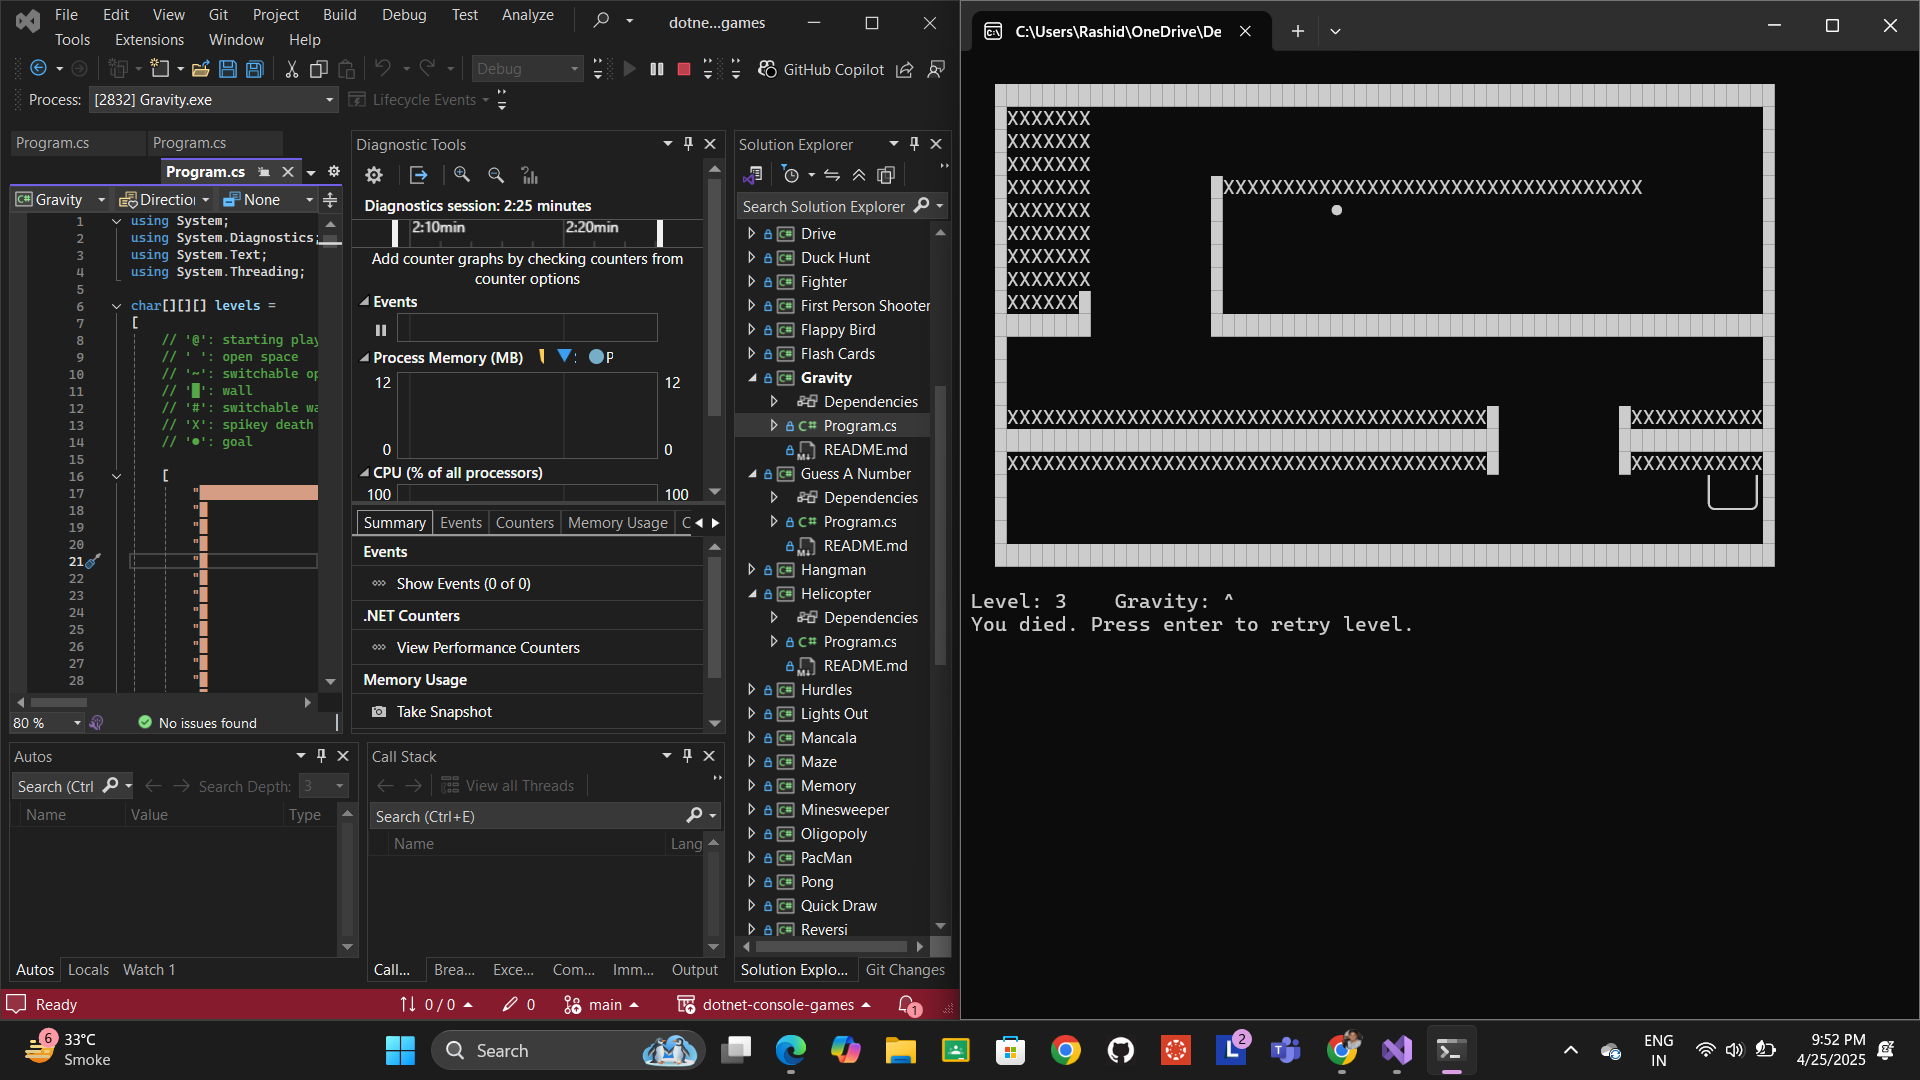 File Edit View Git Project Build Debug Test Analyze
dotne...games
Tools Extensions Window Help
Debug
GitHub Copilot
Process: [2832] Gravity.exe
Lifecycle Events
Program.cs Program.cs
Program.cs
Gravity Direction None
1 using System;
2 using System.Diagnostics;
3 using System.Text;
4 using System.Threading;
5
6 char[][][] levels =
7 [
8 // '@': starting play
9 // ' ': open space
10 // '~': switchable op
11 // '█': wall
12 // '#': switchable wa
13 // 'X': spikey death
14 // '●': goal
15
16 [
17 "
18 "
19 "
20 "
21 "
22 "
23 "
24 "
25 "
26 "
27 "
28 "
80 % No issues found
Diagnostic Tools
Diagnostics session: 2:25 minutes
2:10min 2:20min
Add counter graphs by checking counters from
counter options
Events
Process Memory (MB) P
12 12
0 0
CPU (% of all processors)
100 100
Summary Events Counters Memory Usage C
Events
Show Events (0 of 0)
.NET Counters
View Performance Counters
Memory Usage
Take Snapshot
Solution Explorer
Search Solution Explorer
C# Drive
C# Duck Hunt
C# Fighter
C# First Person Shooter
C# Flappy Bird
C# Flash Cards
C# Gravity
Dependencies
C# Program.cs
README.md
C# Guess A Number
Dependencies
C# Program.cs
README.md
C# Hangman
C# Helicopter
Dependencies
C# Program.cs
README.md
C# Hurdles
C# Lights Out
C# Mancala
C# Maze
C# Memory
C# Minesweeper
C# Oligopoly
C# PacMan
C# Pong
C# Quick Draw
C# Reversi
Solution Explo... Git Changes
Autos
Search (Ctrl Search Depth: 3
Name Value Type
Autos Locals Watch 1
Call Stack
View all Threads
Search (Ctrl+E)
Name Lang
Call... Brea... Exce... Com... Imm... Output
Ready 0 / 0 0 main dotnet-console-games 1
C:\Users\Rashid\OneDrive\De
XXXXXXX
XXXXXXX
XXXXXXX
XXXXXXX XXXXXXXXXXXXXXXXXXXXXXXXXXXXXXXXXXX
XXXXXXX
XXXXXXX
XXXXXXX
XXXXXXX
XXXXXX
XXXXXXXXXXXXXXXXXXXXXXXXXXXXXXXXXXXXXXXX XXXXXXXXXXX
XXXXXXXXXXXXXXXXXXXXXXXXXXXXXXXXXXXXXXXX XXXXXXXXXXX
Level: 3 Gravity: ^
You died. Press enter to retry level.
6 33°C
Smoke
Search
2
ENG
IN
9:52 PM
4/25/2025